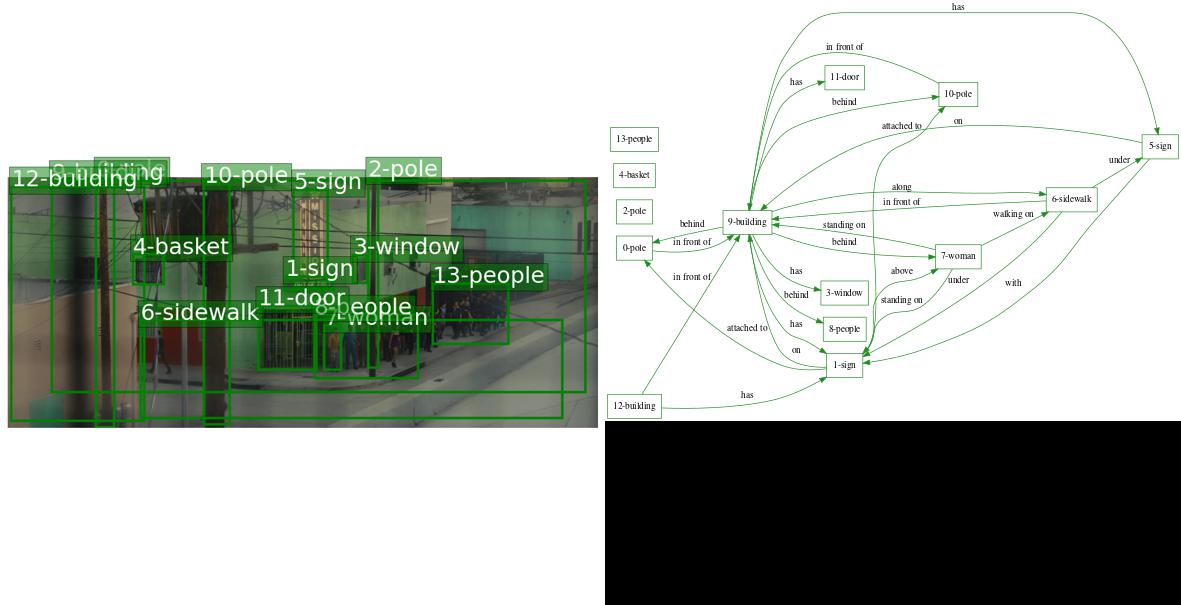 12-building
10-pole
5-sign
2-pole
4-basket
3-window
1-sign
13-people
11-door
8-people
6-sidewalk
7-woman
has
in front of
11-door
has
10-pole
behind
13-people
attached to
on
5-sign
under
4-basket
along
6-sidewalk
in front of
2-pole
walking on
9-building
behind
standing on
0-pole
in front of
behind
7-woman
in front of
has
above
under
with
3-window
behind
standing on
8-people
has
attached to
on
1-sign
has
12-building